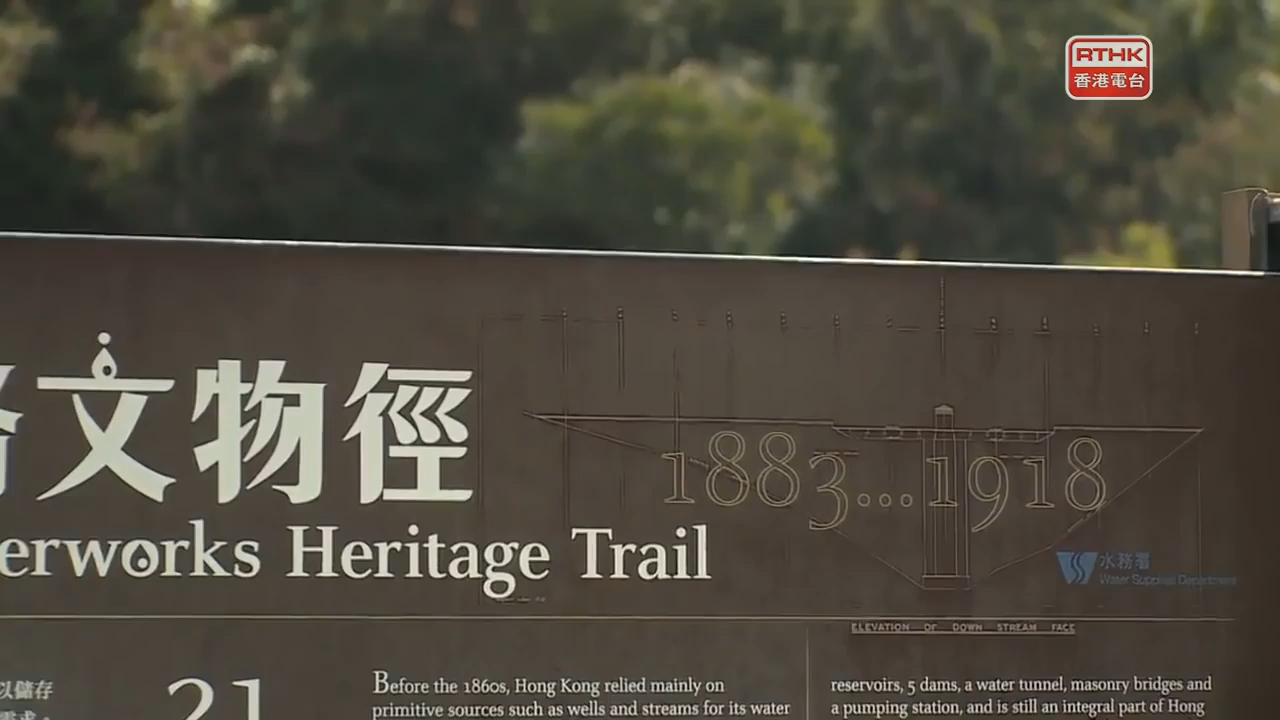 RTHK
香港電台
文物徑
1883...1918
erworks Heritage Trail
水務署
Water Supplies Department
ELEVATION OF DOWN STREAM FACE
以儲存
21
Before the 1860s, Hong Kong relied mainly on
primitive sources such as wells and streams for its water
reservoirs, 5 dams, a water tunnel, masonry bridges and
a pumping station, and is still an integral part of Hong